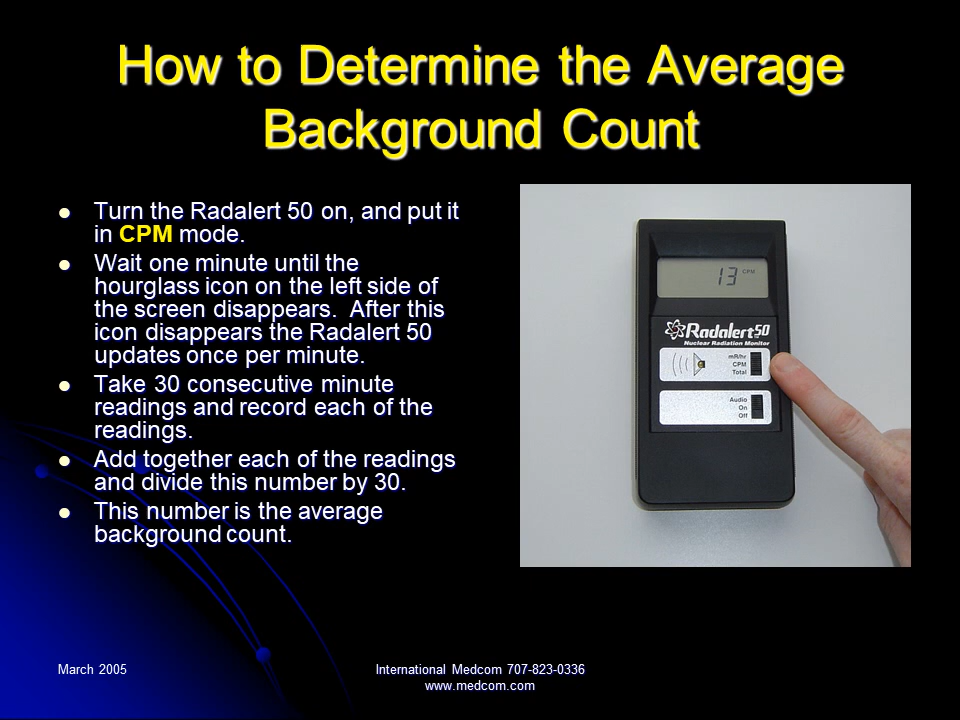 How to Determine the Average
Background Count
Turn the Radalert 50 on, and put it
in CPM mode.
Wait one minute until the
hourglass icon on the left side of
the screen disappears.  After this
icon disappears the Radalert 50
updates once per minute.
Take 30 consecutive minute
readings and record each of the
readings.
Add together each of the readings
and divide this number by 30.
This number is the average
background count.
13 CPM
Radalert 50
Nuclear Radiation Monitor
mR/hr
CPM
Total
Audio
On
Off
March 2005
International Medcom 707-823-0336
www.medcom.com